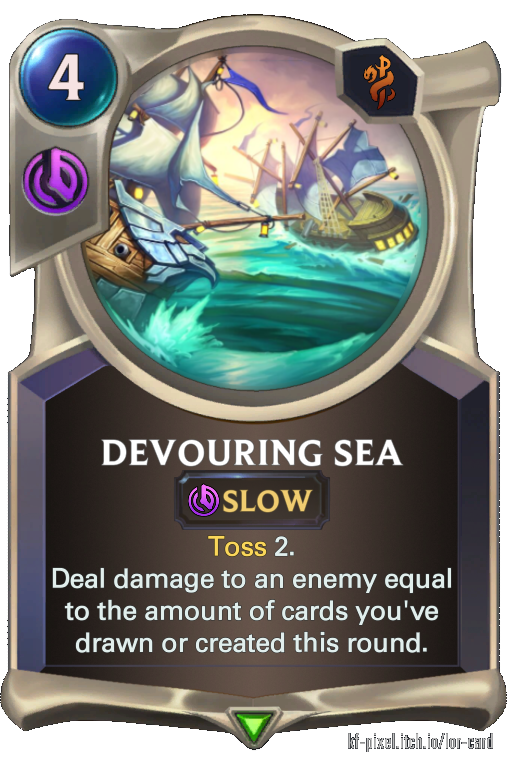 4
DEVOURING SEA
SLOW
Toss 2.
Deal damage to an enemy equal
to the amount of cards you've
drawn or created this round.
kf-pixel.itch.io/lor-card